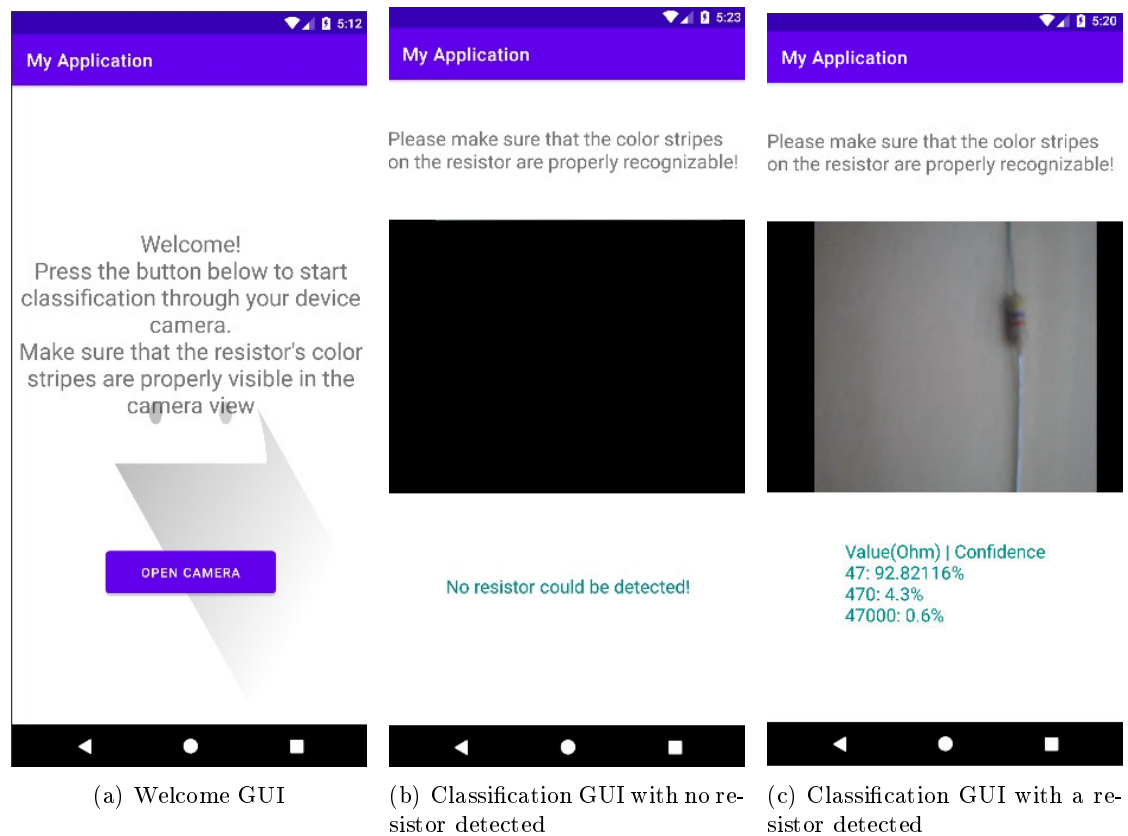 5:12
My Application
Welcome!
Press the button below to start
classification through your device
camera.
Make sure that the resistor's color
stripes are properly visible in the
camera view
OPEN CAMERA
(a) Welcome GUI
5:23
My Application
Please make sure that the color stripes
on the resistor are properly recognizable!
No resistor could be detected!
(b) Classification GUI with no re-
sistor detected
5:20
My Application
Please make sure that the color stripes
on the resistor are properly recognizable!
Value(Ohm) | Confidence
47: 92.82116%
470: 4.3%
47000: 0.6%
(c) Classification GUI with a re-
sistor detected